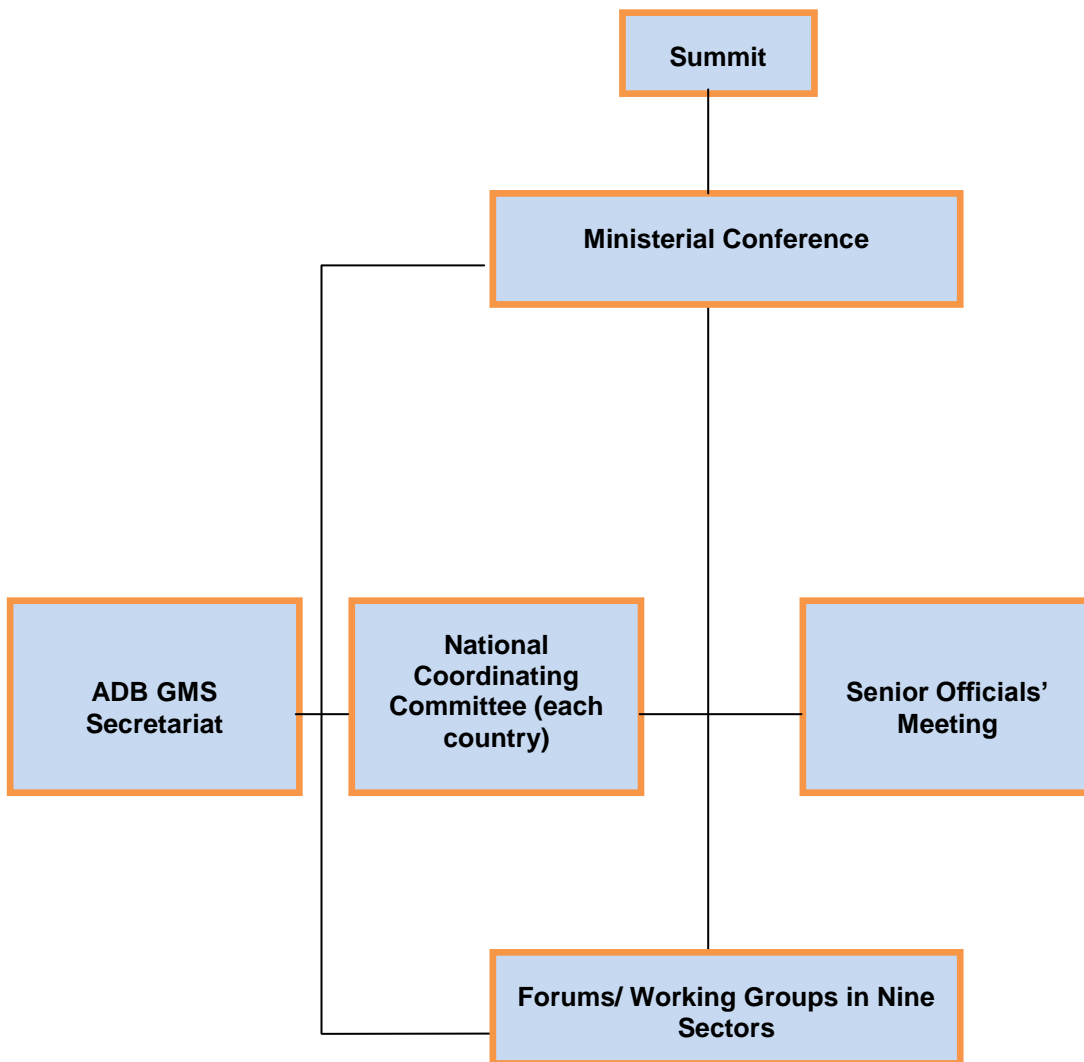 Summit
Ministerial Conference
ADB GMS
Secretariat
National
Coordinating
Committee (each
country)
Senior Officials’
Meeting
Forums/ Working Groups in Nine
Sectors